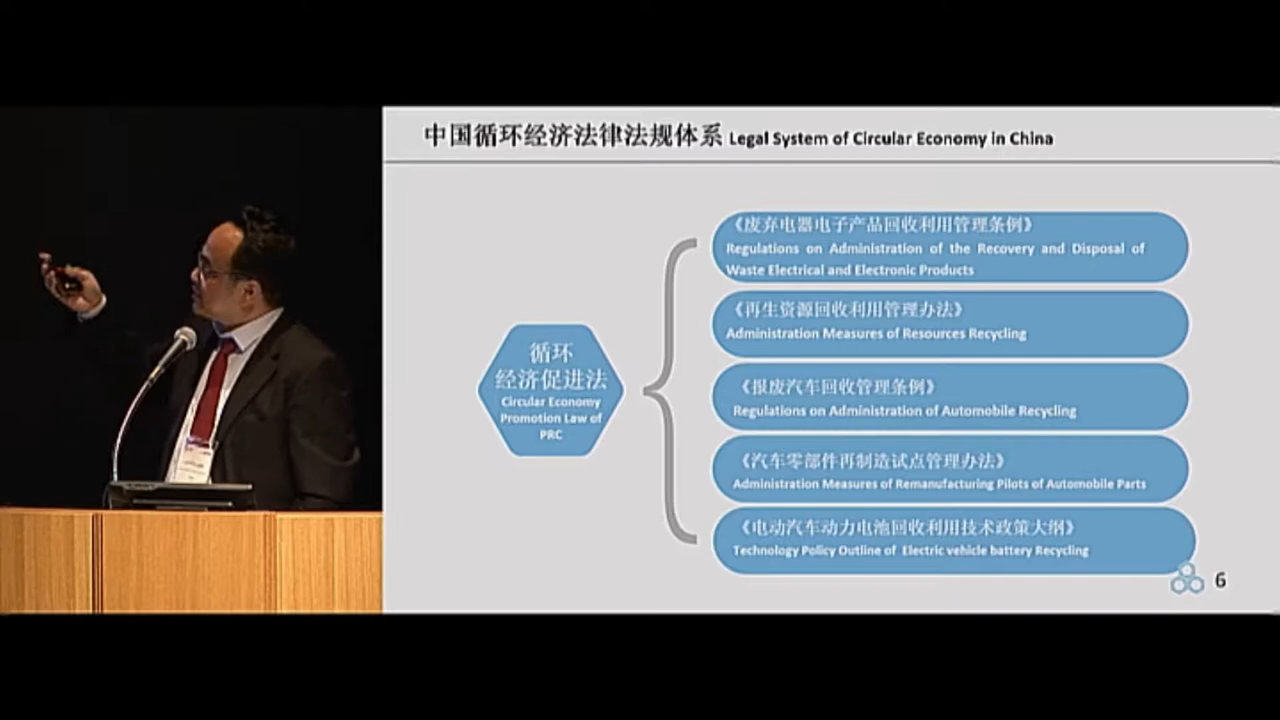 中国循环经济法律法规体系 Legal System of Circular Economy in China
循环
经济促进法
Circular Economy
Promotion Law of
PRC
《废弃电器电子产品回收利用管理条例》
Regulations on Administration of the Recovery and Disposal of
Waste Electrical and Electronic Products
《再生资源回收利用管理办法》
Administration Measures of Resources Recycling
《报废汽车回收管理条例》
Regulations on Administration of Automobile Recycling
《汽车零部件再制造试点管理办法》
Administration Measures of Remanufacturing Pilots of Automobile Parts
《电动汽车动力电池回收利用技术政策大纲》
Technology Policy Outline of Electric vehicle battery Recycling
6